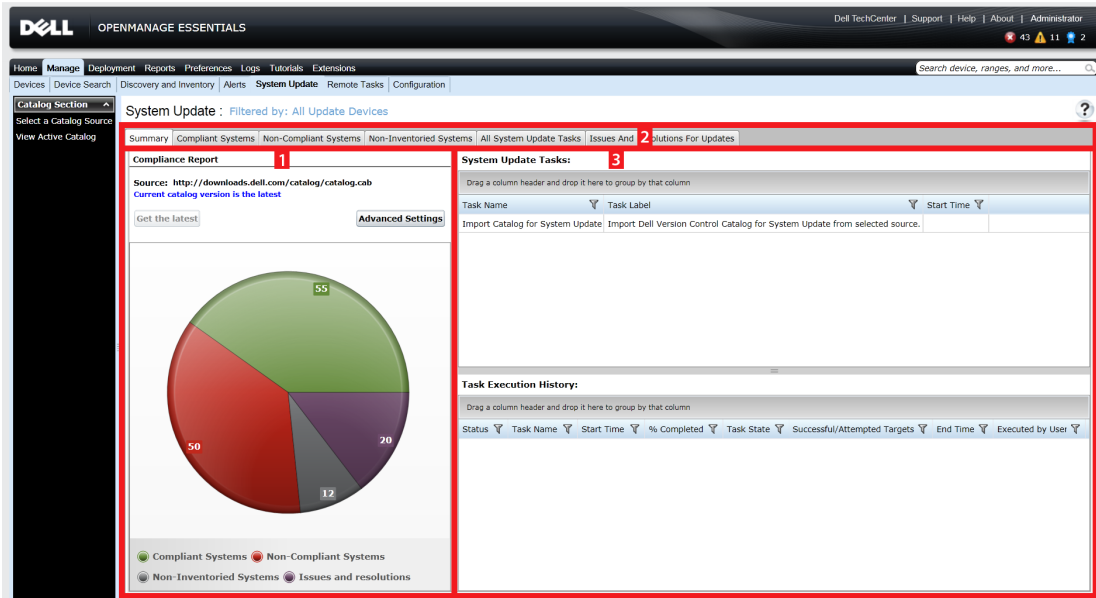 DELL OPENMANAGE ESSENTIALS
Dell TechCenter | Support | Help | About | Administrator
43 11 2
Home Manage Deployment Reports Preferences Logs Tutorials Extensions
Search device, ranges, and more...
Devices Device Search Discovery and Inventory Alerts System Update Remote Tasks Configuration
Catalog Section
Select a Catalog Source
View Active Catalog
System Update : Filtered by: All Update Devices
?
Summary Compliant Systems Non-Compliant Systems Non-Inventoried Systems All System Update Tasks Issues And 2 olutions For Updates
Compliance Report 1
Source: http://downloads.dell.com/catalog/catalog.cab
Current catalog version is the latest
Get the latest Advanced Settings
55
50
20
12
Compliant Systems Non-Compliant Systems
Non-Inventoried Systems Issues and resolutions
System Update Tasks: 3
Drag a column header and drop it here to group by that column
Task Name Task Label Start Time
Import Catalog for System Update Import Dell Version Control Catalog for System Update from selected source.
Task Execution History:
Drag a column header and drop it here to group by that column
Status Task Name Start Time % Completed Task State Successful/Attempted Targets End Time Executed by User